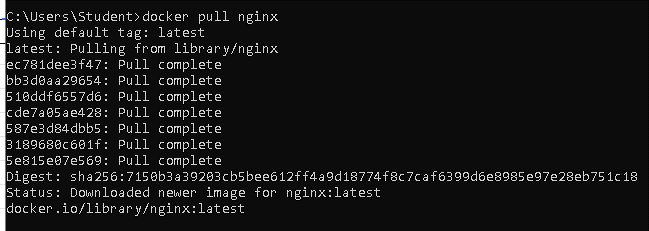 C:\Users\Student>docker pull nginx
Using default tag: latest
latest: Pulling from library/nginx
ec781dee3f47: Pull complete
bb3d0aa29654: Pull complete
510ddf6557d6: Pull complete
cde7a05ae428: Pull complete
587e3d84dbb5: Pull complete
3189680c601f: Pull complete
5e815e07e569: Pull complete
Digest: sha256:7150b3a39203cb5bee612ff4a9d18774f8c7caf6399d6e8985e97e28eb751c18
Status: Downloaded newer image for nginx:latest
docker.io/library/nginx:latest